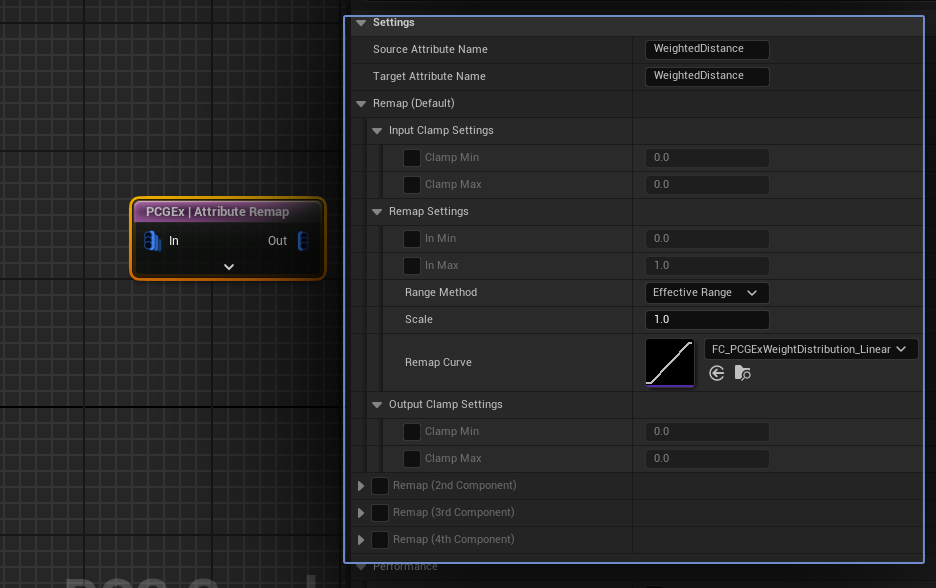 Settings
Source Attribute Name WeightedDistance
Target Attribute Name WeightedDistance
Remap (Default)
Input Clamp Settings
Clamp Min 0.0
Clamp Max 0.0
PCGEx | Attribute Remap
In Out
Remap Settings
In Min 0.0
In Max 1.0
Range Method Effective Range
Scale 1.0
Remap Curve FC_PCGExWeightDistribution_Linear
Output Clamp Settings
Clamp Min 0.0
Clamp Max 0.0
Remap (2nd Component)
Remap (3rd Component)
Remap (4th Component)
Performance